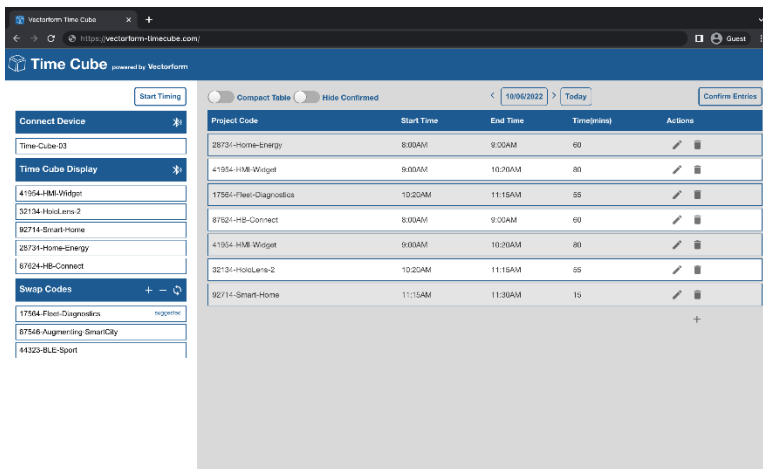 Vectorform Time Cube
https://vectorform-timecube.com/
Guest
Time Cube powered by Vectorform
Start Timing
Compact Table Hide Confirmed
10/06/2022 Today
Confirm Entries
Connect Device
Time-Cube-03
Time Cube Display
41954-HMI-Widget
32134-HoloLens-2
92714-Smart-Home
28734-Home-Energy
87624-HB-Connect
Swap Codes
17564-Fleet-Diagnostics suggested
87546-Augmenting-SmartCity
44323-BLE-Sport
Project Code Start Time End Time Time(mins) Actions
28734-Home-Energy 8:00AM 9:00AM 60
41954-HMI-Widget 9:00AM 10:20AM 80
17564-Fleet-Diagnostics 10:20AM 11:15AM 55
87624-HB-Connect 8:00AM 9:00AM 60
41954-HMI-Widget 9:00AM 10:20AM 80
32134-HoloLens-2 10:20AM 11:15AM 55
92714-Smart-Home 11:15AM 11:30AM 15